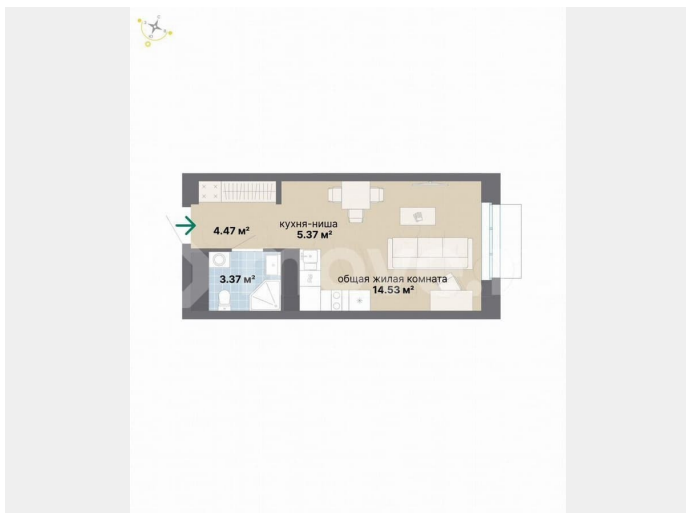 4.47 м²
кухня-ниша
5.37 м²
3.37 м²
общая жилая комната
14.53 м²